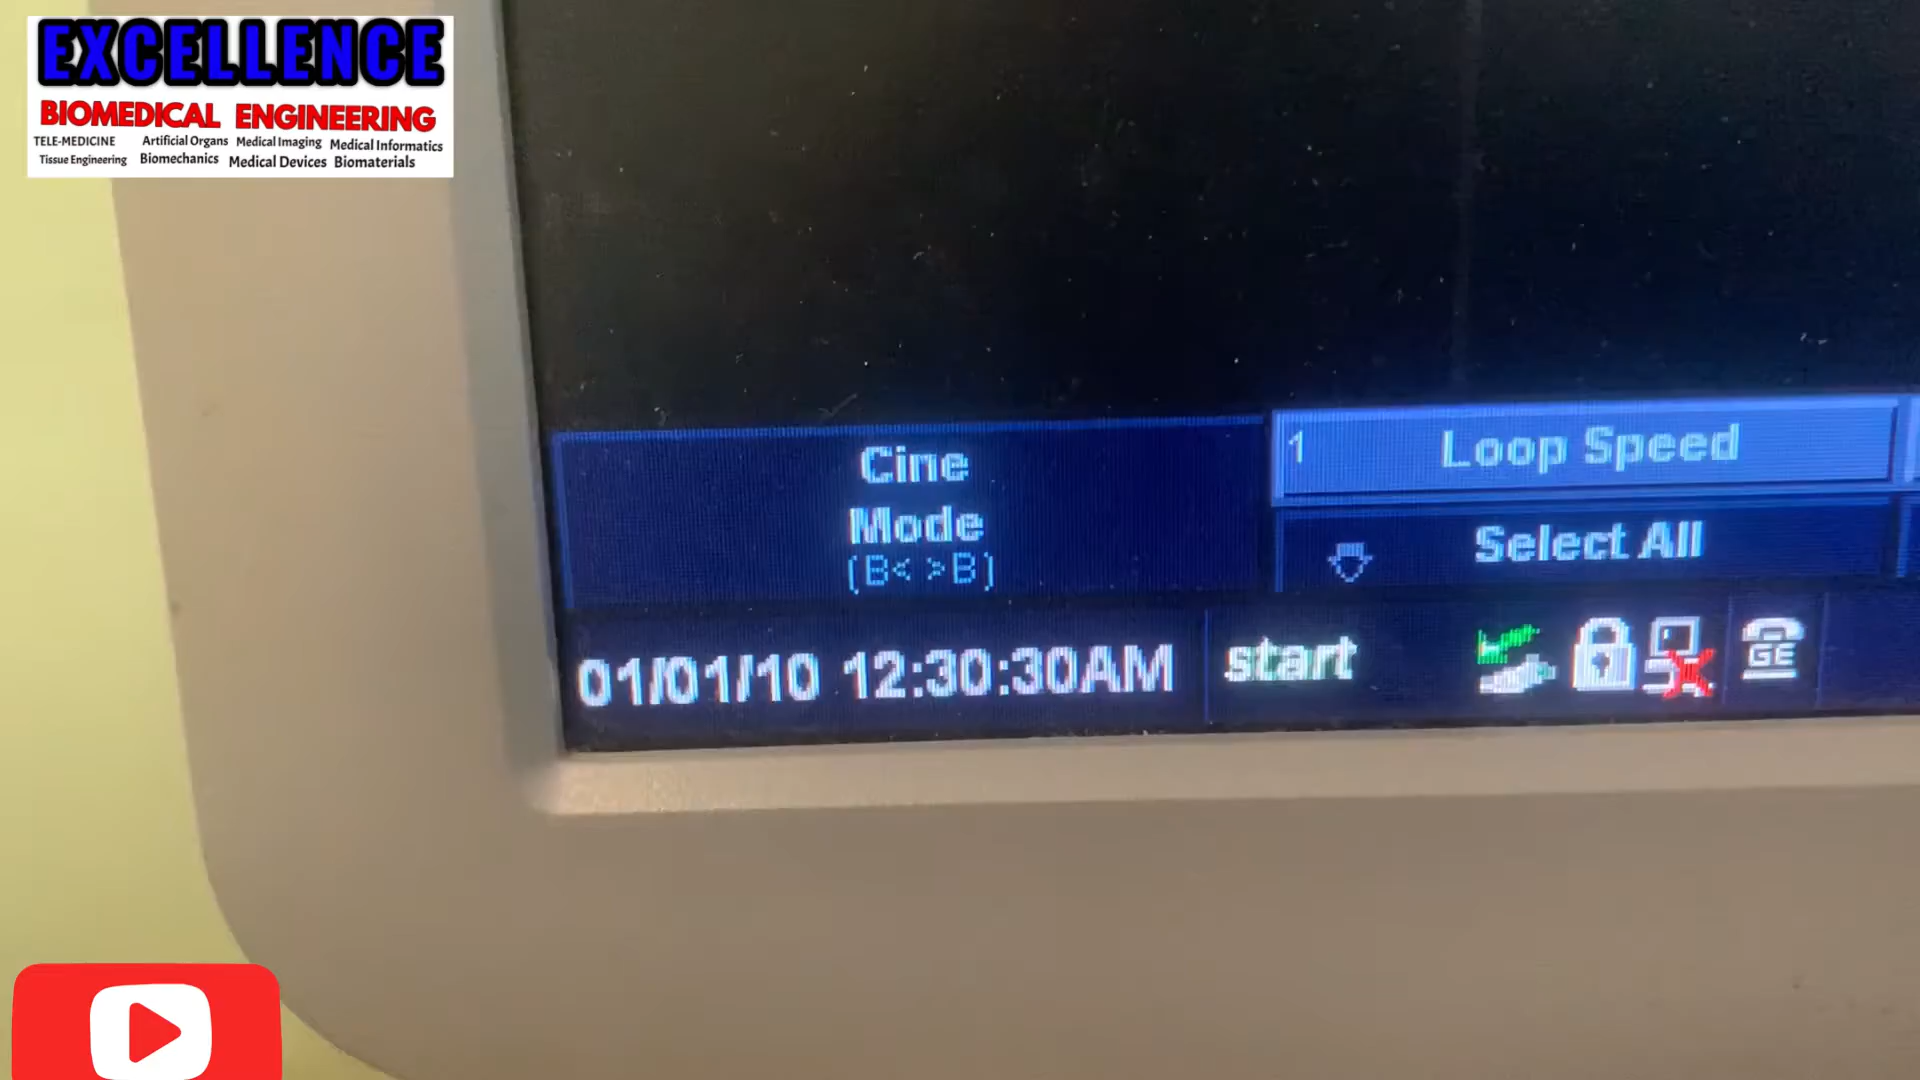 EXCELLENCE
BIOMEDICAL ENGINEERING
TELE-MEDICINE Artificial Organs Medical Imaging Medical Informatics
Tissue Engineering Biomechanics Medical Devices Biomaterials
Cine
Mode
(B< >B)
1 Loop Speed
Select All
01/01/10 12:30:30AM start GE